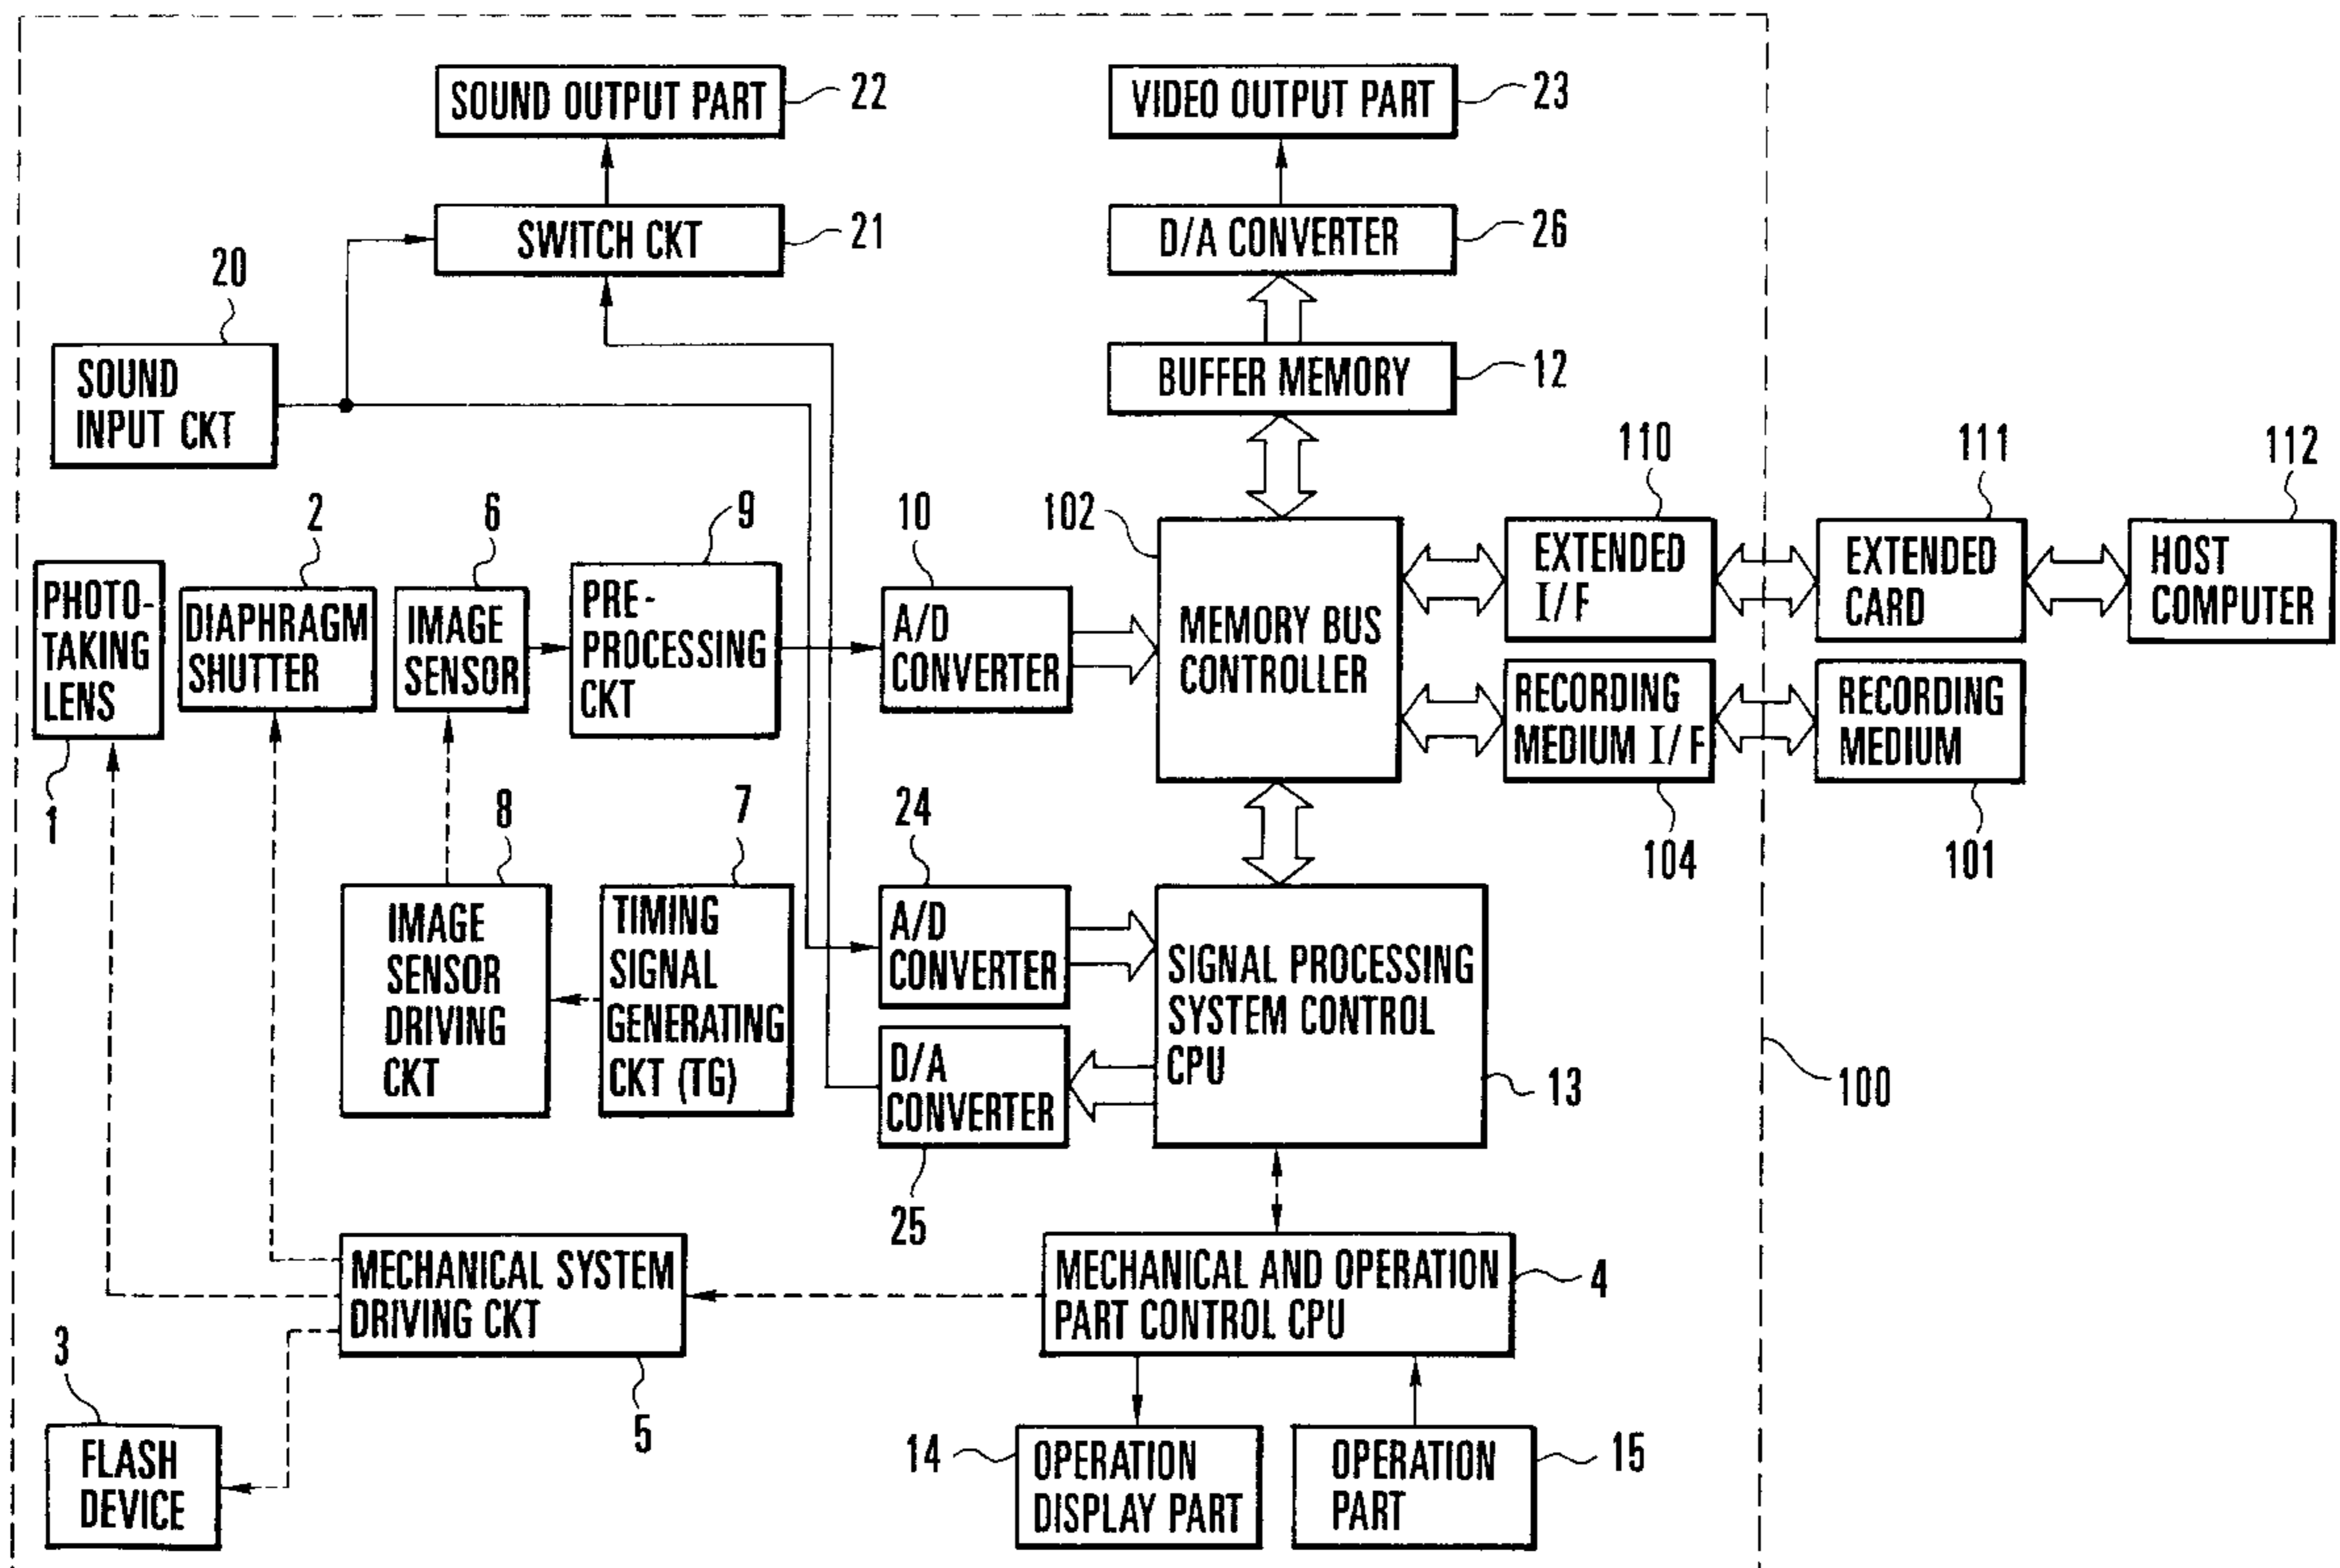 SOUND OUTPUT PART
22
VIDEO OUTPUT PART
23
SWITCH CKT
21
D/A CONVERTER
26
20
SOUND
INPUT CKT
BUFFER MEMORY
12
110
111
112
2
6
9
10
102
PHOTO-
TAKING
LENS
1
DIAPHRAGM
SHUTTER
IMAGE
SENSOR
PRE-
PROCESSING
CKT
A/D
CONVERTER
MEMORY BUS
CONTROLLER
EXTENDED
I/F
EXTENDED
CARD
HOST
COMPUTER
RECORDING
MEDIUM I/F
104
RECORDING
MEDIUM
101
8
7
24
IMAGE
SENSOR
DRIVING
CKT
TIMING
SIGNAL
GENERATING
CKT (TG)
A/D
CONVERTER
D/A
CONVERTER
25
SIGNAL PROCESSING
SYSTEM CONTROL
CPU
13
100
MECHANICAL SYSTEM
DRIVING CKT
5
MECHANICAL AND OPERATION
PART CONTROL CPU
4
3
FLASH
DEVICE
14
OPERATION
DISPLAY PART
OPERATION
PART
15